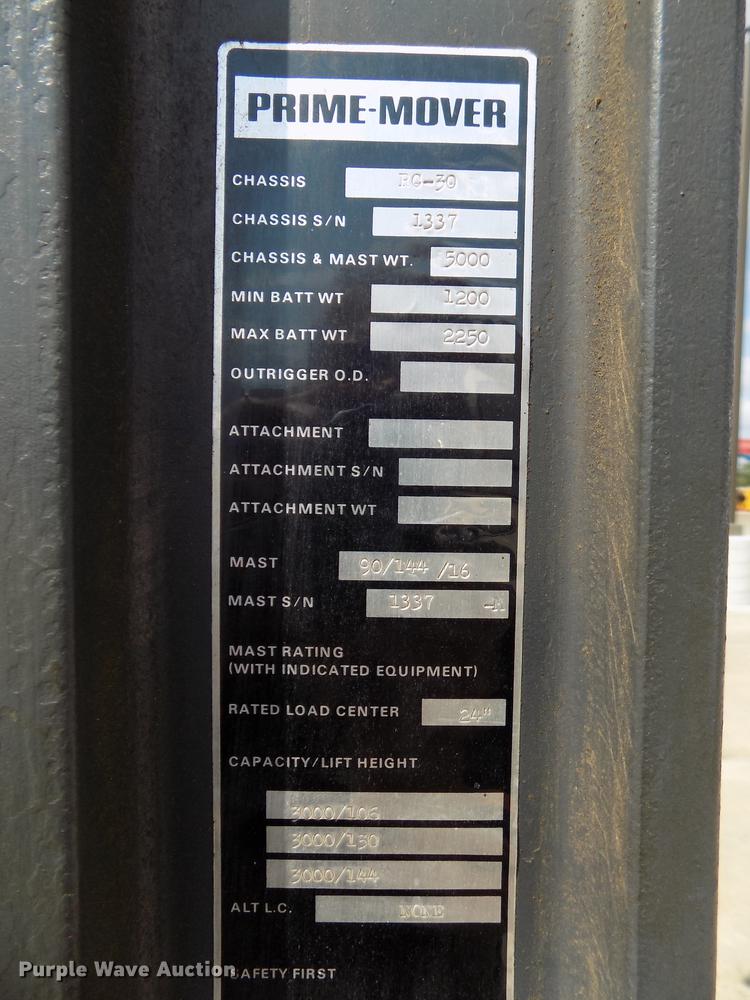 PRIME-MOVER
CHASSIS RG-30
CHASSIS S/N 1337
CHASSIS & MAST WT. 5000
MIN BATT WT 1200
MAX BATT WT 2250
OUTRIGGER O.D.
ATTACHMENT
ATTACHMENT S/N
ATTACHMENT WT
MAST 90/144 /16
MAST S/N 1337 -M
MAST RATING
(WITH INDICATED EQUIPMENT)
RATED LOAD CENTER 24"
CAPACITY/LIFT HEIGHT
3000/106
3000/130
3000/144
ALT L.C. NONE
SAFETY FIRST
Purple Wave Auction